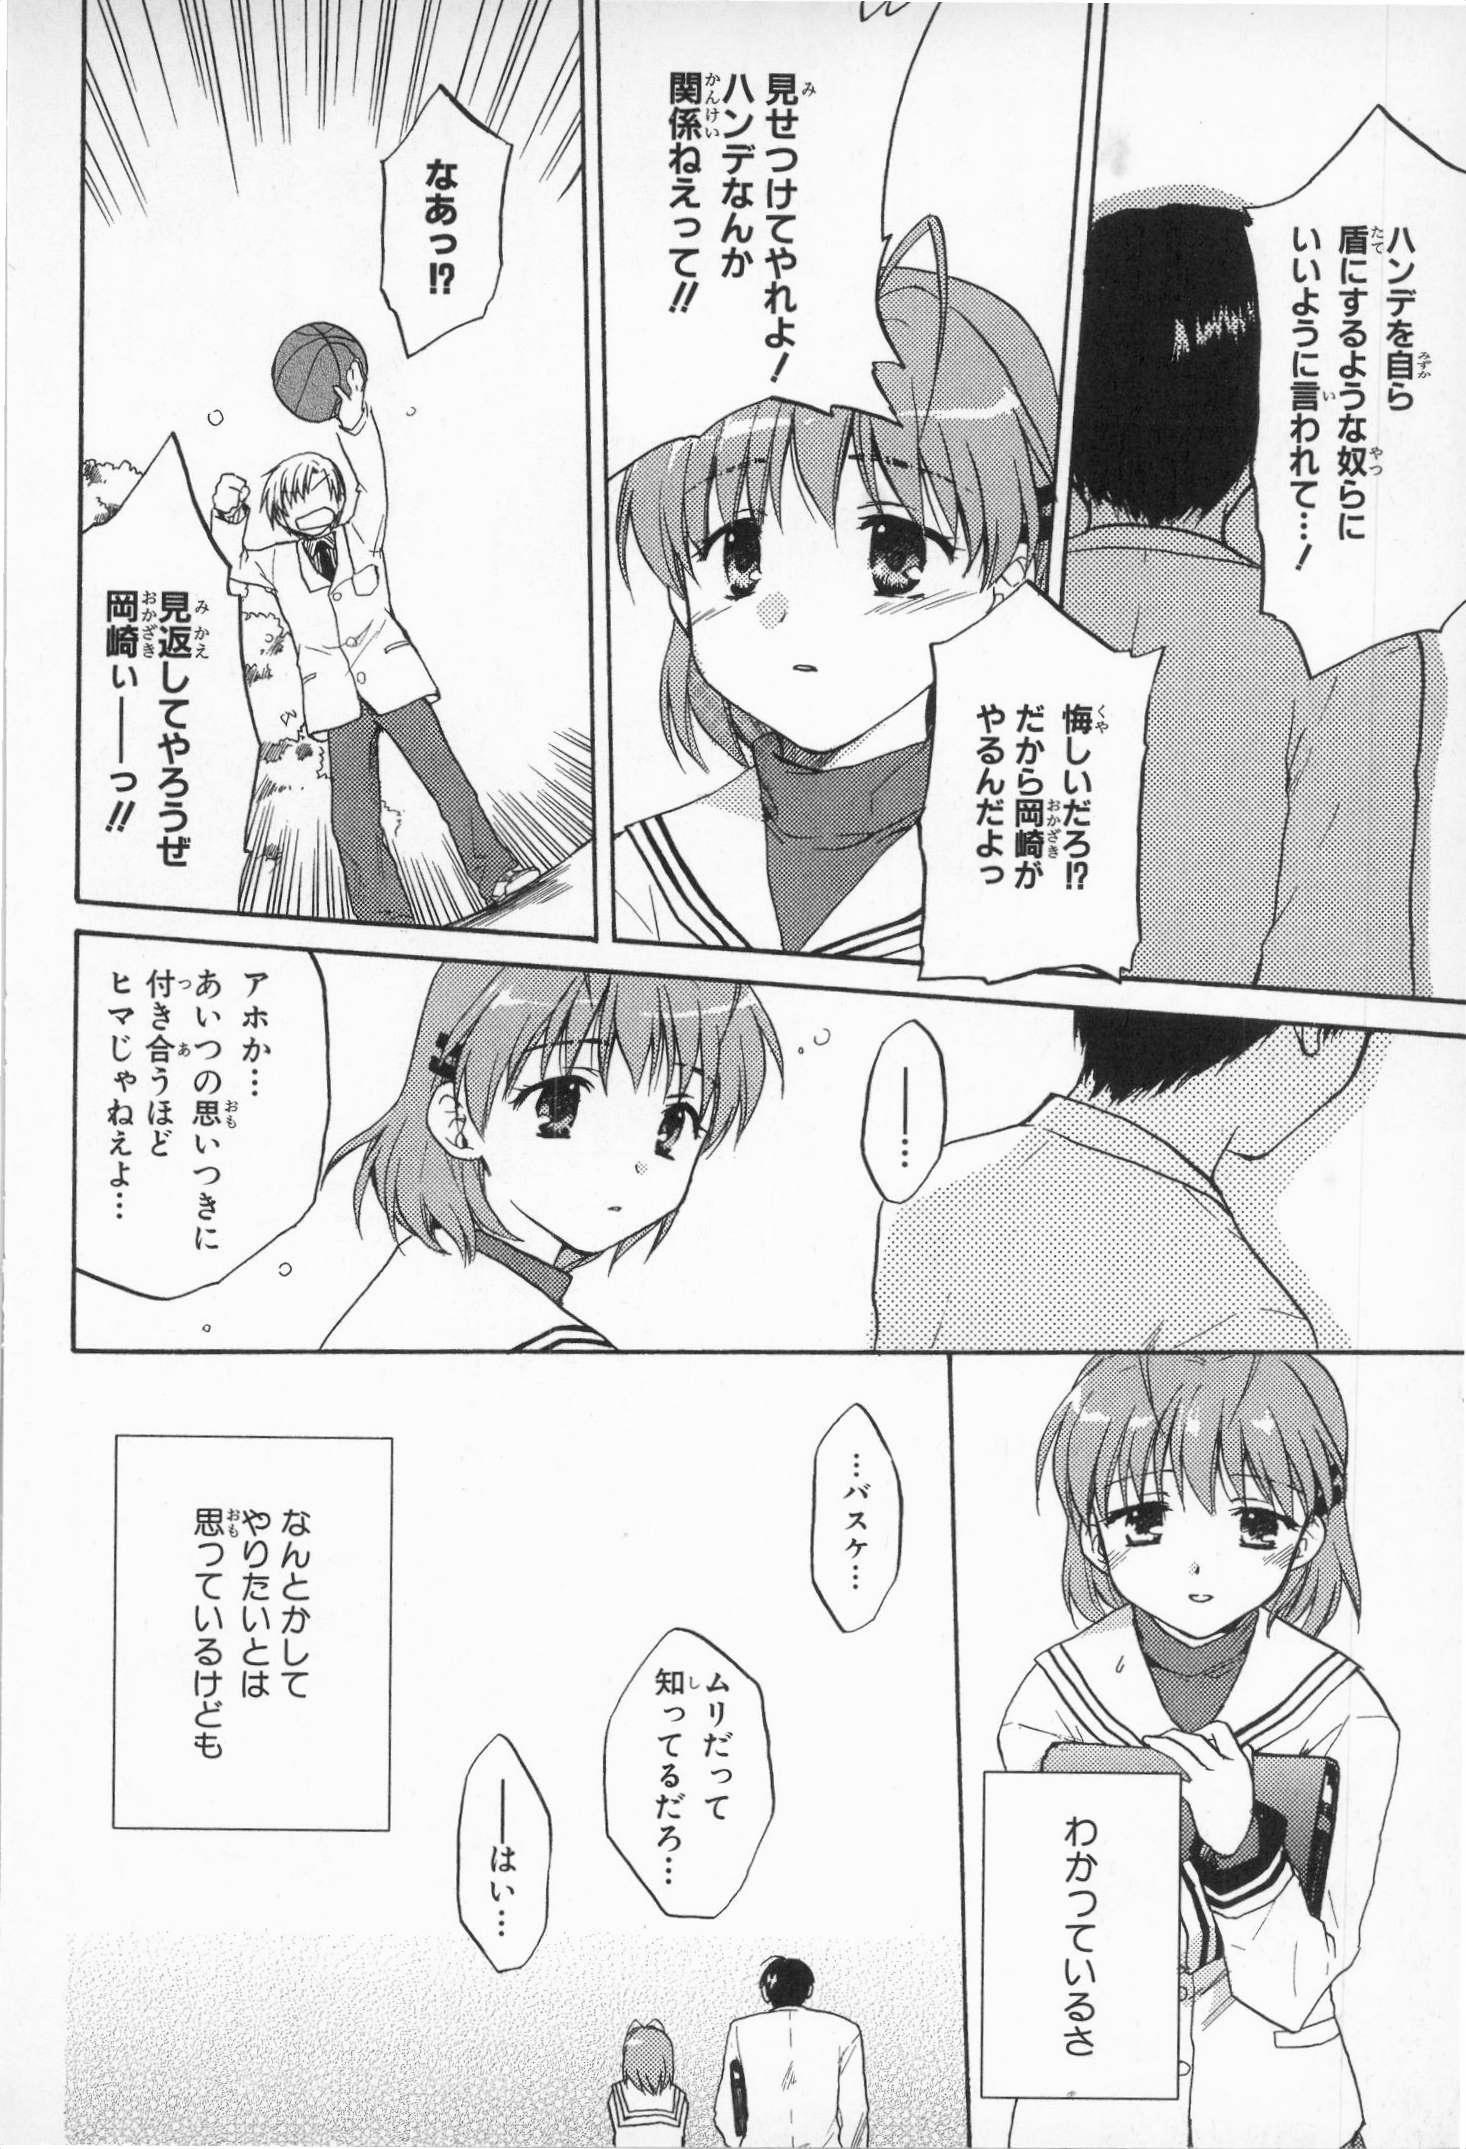 ハンデを自ら
盾にするような奴らに
いいように言われて…！
悔しいだろ!?
だから岡崎が
やるんだよっ
見せつけてやれよ！
ハンデなんか
関係ねえって!!
なあっ!?
見返してやろうぜ
岡崎ぃ――っ!!
――…
アホか…
あいつの思いつきに
付き合うほど
ヒマじゃねえよ…
わかっているさ
…バスケ…
ムリだって
知ってるだろ…
――はい…
なんとかして
やりたいとは
思っているけども